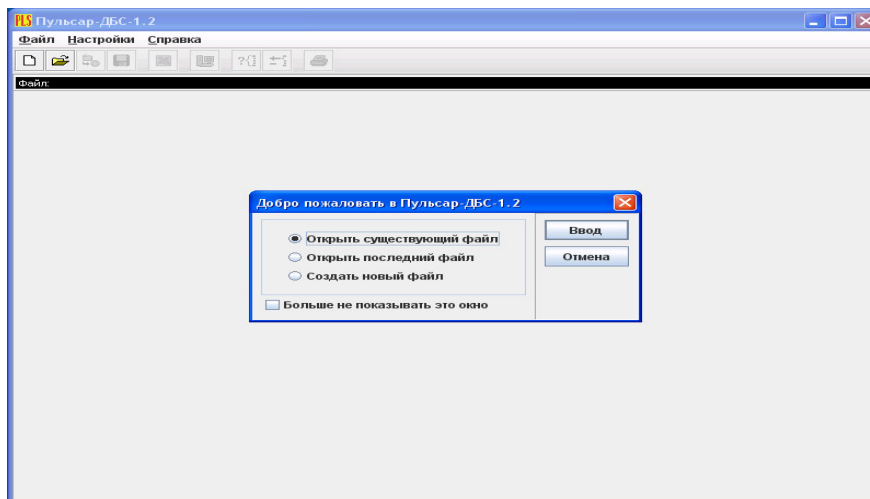 PLS Пульсар-ДБС-1.2
Файл Настройки Справка
Файл:
Добро пожаловать в Пульсар-ДБС-1.2
Открыть существующий файл
Открыть последний файл
Создать новый файл
Больше не показывать это окно
Ввод
Отмена